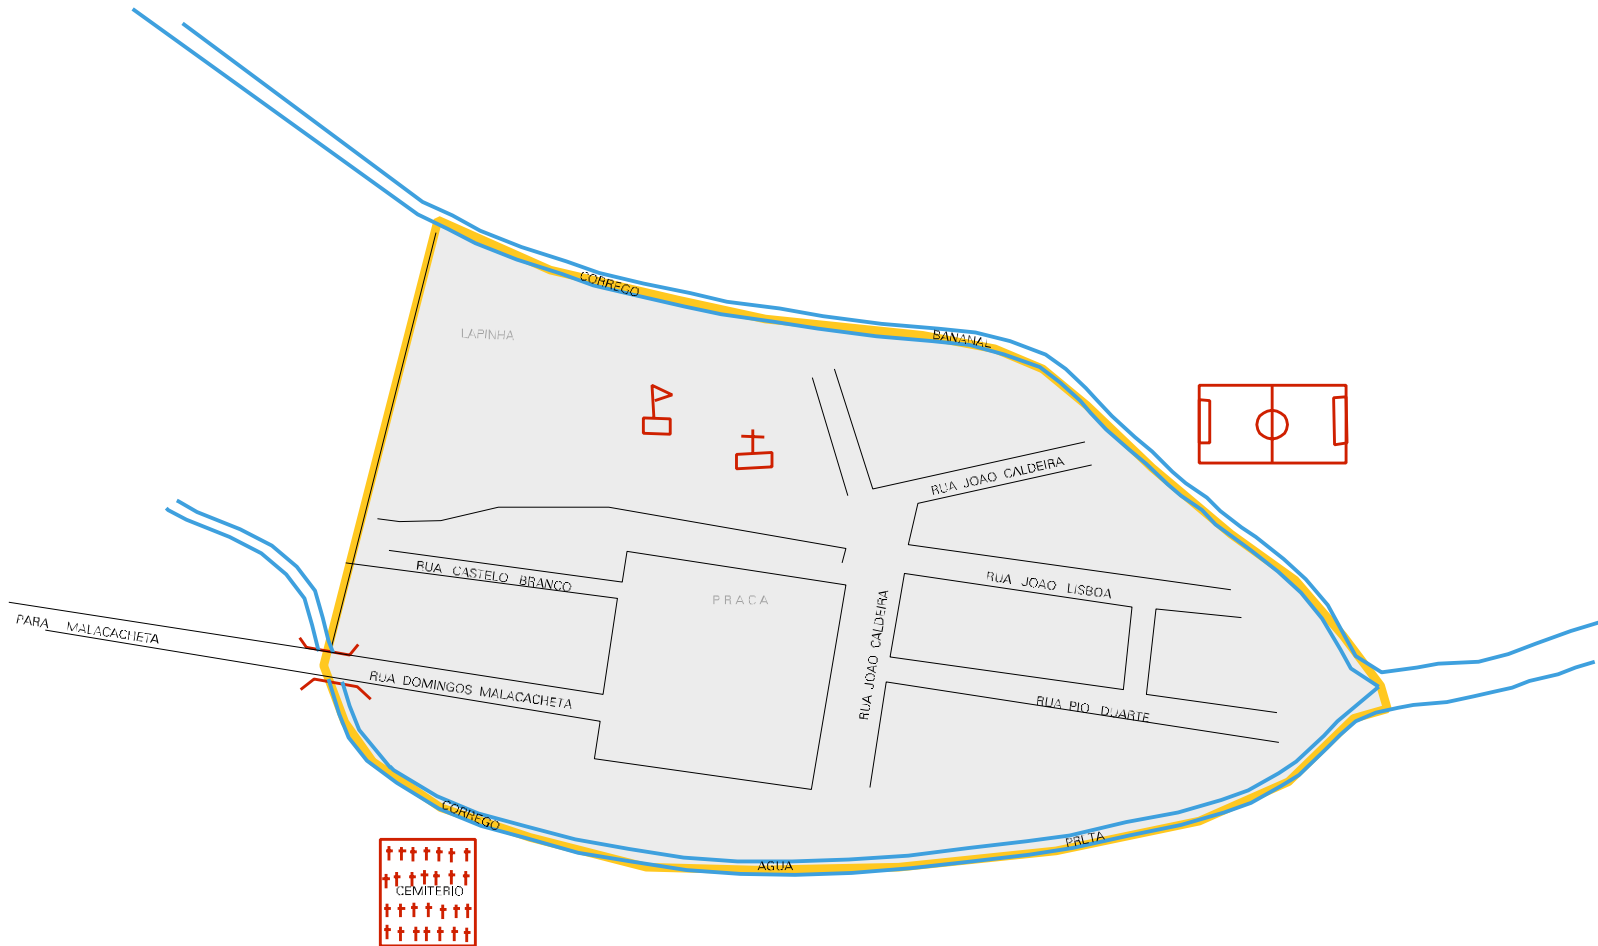 CORREGO
BANANAL
LAPINHA
RUA JOAO CALDEIRA
RUA CASTELO BRANCO
RUA JOAO LISBOA
PRACA
PARA MALACACHETA
RUA JOAO CALDEIRA
RUA DOMINGOS MALACACHETA
RUA PIO DUARTE
CORREGO
AGUA
PRLTA
CEMITERIO